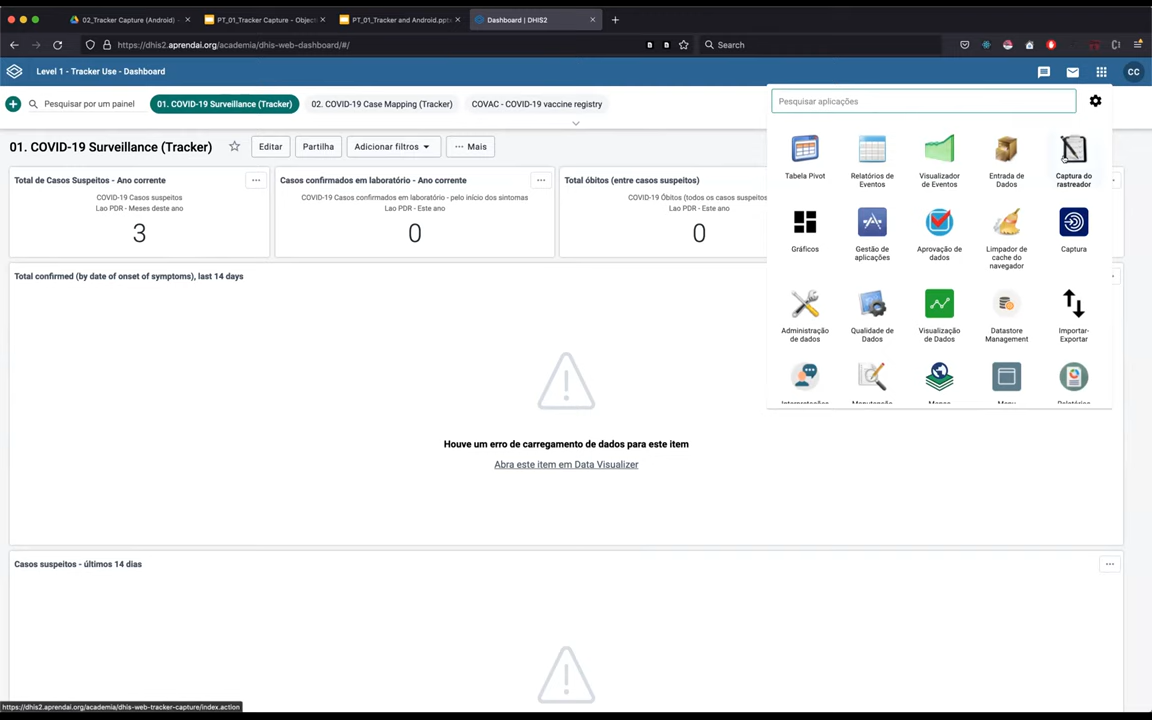 02_Tracker Capture (Android) -
PT_01_Tracker Capture - Object
PT_01_Tracker and Android.pptx
Dashboard | DHIS2
https://dhis2.aprendai.org/academia/dhis-web-dashboard/#/
Search
Level 1 - Tracker Use - Dashboard
CC
Pesquisar por um painel
01. COVID-19 Surveillance (Tracker)
02. COVID-19 Case Mapping (Tracker)
COVAC - COVID-19 vaccine registry
Pesquisar aplicações
01. COVID-19 Surveillance (Tracker)
Editar
Partilha
Adicionar filtros
Mais
Tabela Pivot
Relatórios de
Eventos
Visualizador
de Eventos
Entrada de
Dados
Captura do
rastreador
Gráficos
Gestão de
aplicações
Aprovação de
dados
Limpador de
cache do
navegador
Captura
Administração
de dados
Qualidade de
Dados
Visualização
de Dados
Datastore
Management
Importar-
Exportar
Total de Casos Suspeitos - Ano corrente
COVID-19 Casos suspeitos
Lao PDR - Meses deste ano
3
Casos confirmados em laboratório - Ano corrente
COVID-19 Casos confirmados em laboratório - pelo início dos sintomas
Lao PDR - Este ano
0
Total óbitos (entre casos suspeitos)
COVID-19 Óbitos (todos os casos suspeitos
Lao PDR - Este ano
0
Total confirmed (by date of onset of symptoms), last 14 days
Houve um erro de carregamento de dados para este item
Abra este item em Data Visualizer
Casos suspeitos - últimos 14 dias
https://dhis2.aprendai.org/academia/dhis-web-tracker-capture/index.action